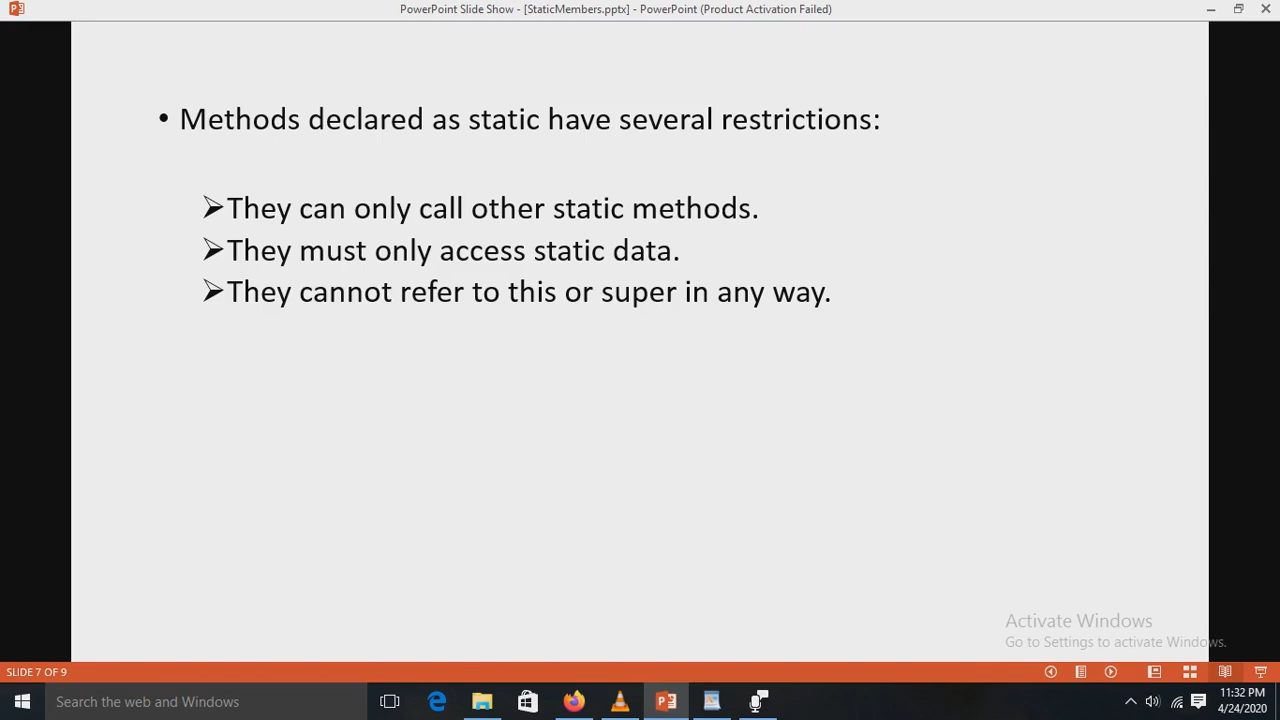 PowerPoint Slide Show - [StaticMembers.pptx] - PowerPoint (Product Activation Failed)
• Methods declared as static have several restrictions:
➢They can only call other static methods.
➢They must only access static data.
➢They cannot refer to this or super in any way.
Activate Windows
Go to Settings to activate Windows.
SLIDE 7 OF 9
Search the web and Windows
11:32 PM
4/24/2020